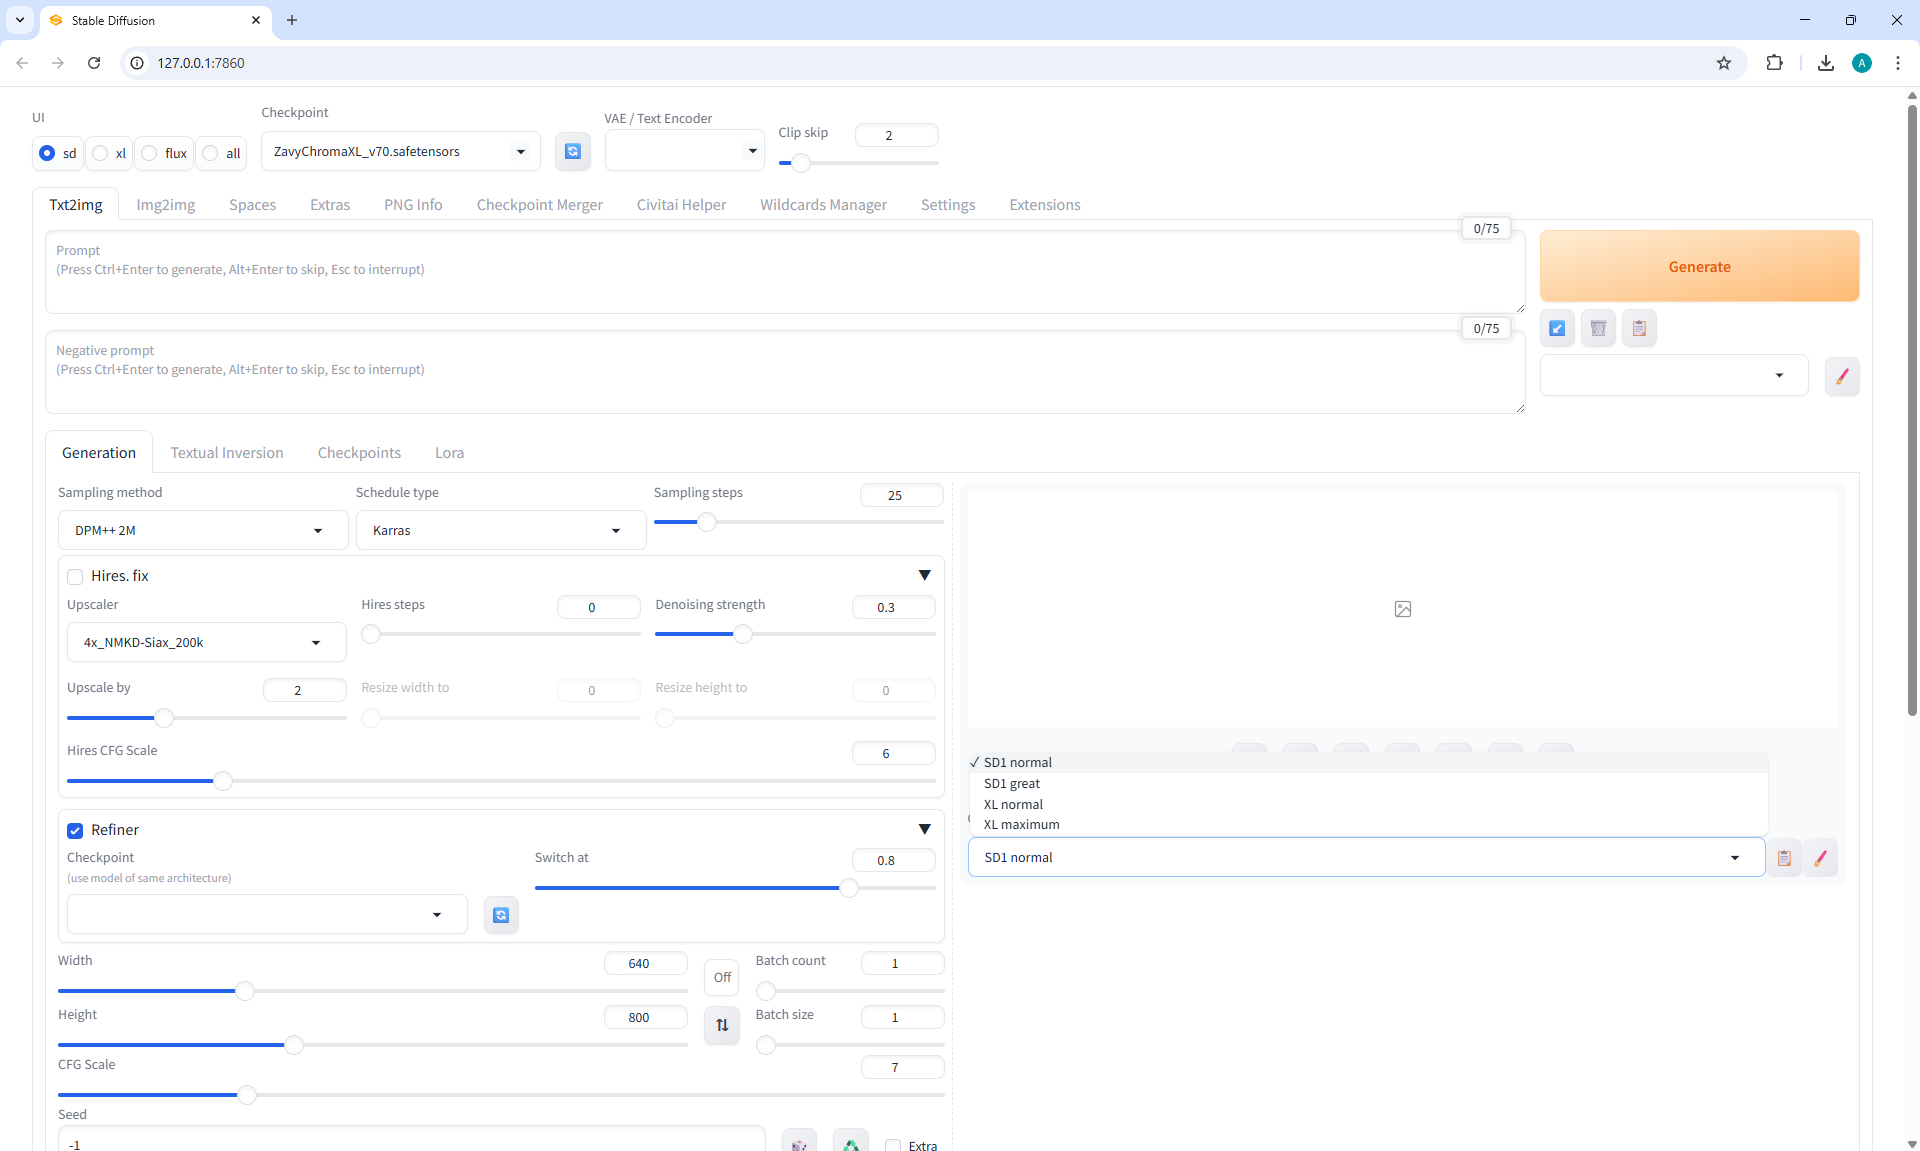 Stable Diffusion
127.0.0.1:7860
A
UI
sd
xl
flux
all
Checkpoint
ZavyChromaXL_v70.safetensors
VAE / Text Encoder
Clip skip
2
Txt2img
Img2img
Spaces
Extras
PNG Info
Checkpoint Merger
Civitai Helper
Wildcards Manager
Settings
Extensions
0/75
Prompt
(Press Ctrl+Enter to generate, Alt+Enter to skip, Esc to interrupt)
Generate
0/75
Negative prompt
(Press Ctrl+Enter to generate, Alt+Enter to skip, Esc to interrupt)
Generation
Textual Inversion
Checkpoints
Lora
Sampling method
DPM++ 2M
Schedule type
Karras
Sampling steps
25
Hires. fix
Upscaler
4x_NMKD-Siax_200k
Hires steps
0
Denoising strength
0.3
Upscale by
2
Resize width to
0
Resize height to
0
Hires CFG Scale
6
Refiner
Checkpoint
(use model of same architecture)
Switch at
0.8
Width
640
Height
800
Off
Batch count
1
Batch size
1
CFG Scale
7
Seed
-1
Extra
✓ SD1 normal
SD1 great
XL normal
XL maximum
SD1 normal